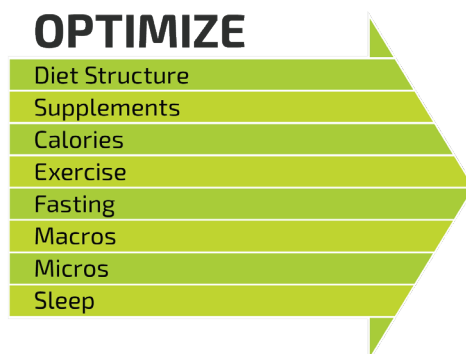 OPTIMIZE
Diet Structure
Supplements
Calories
Exercise
Fasting
Macros
Micros
Sleep